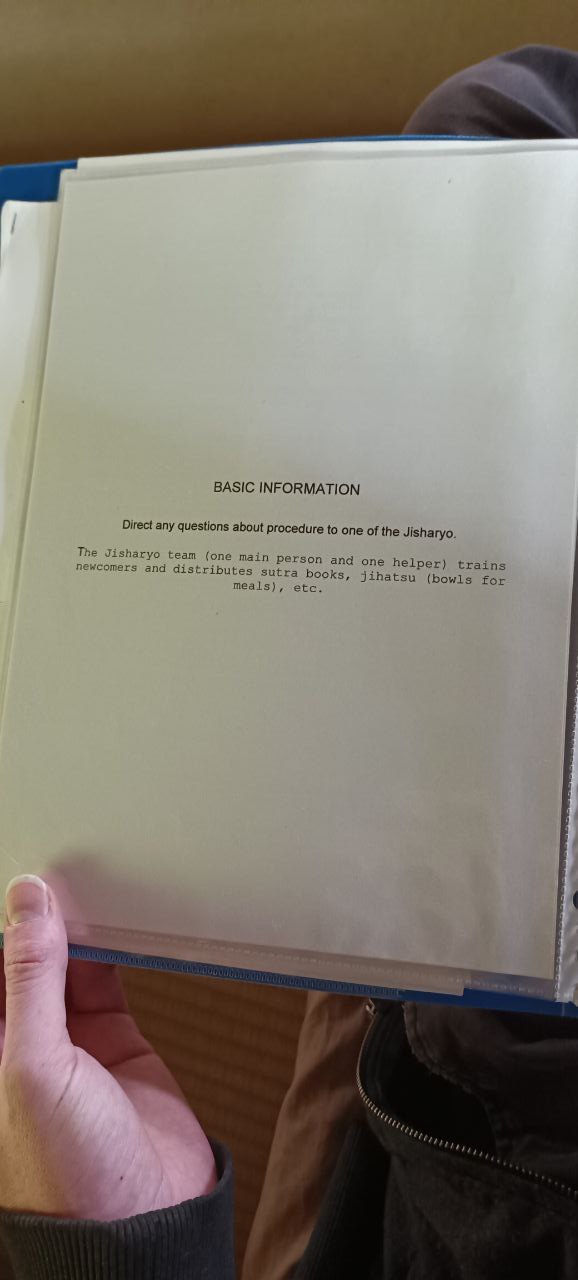 BASIC INFORMATION
Direct any questions about procedure to one of the Jisharyo.
The Jisharyo team (one main person and one helper) trains
newcomers and distributes sutra books, jihatsu (bowls for
meals), etc.